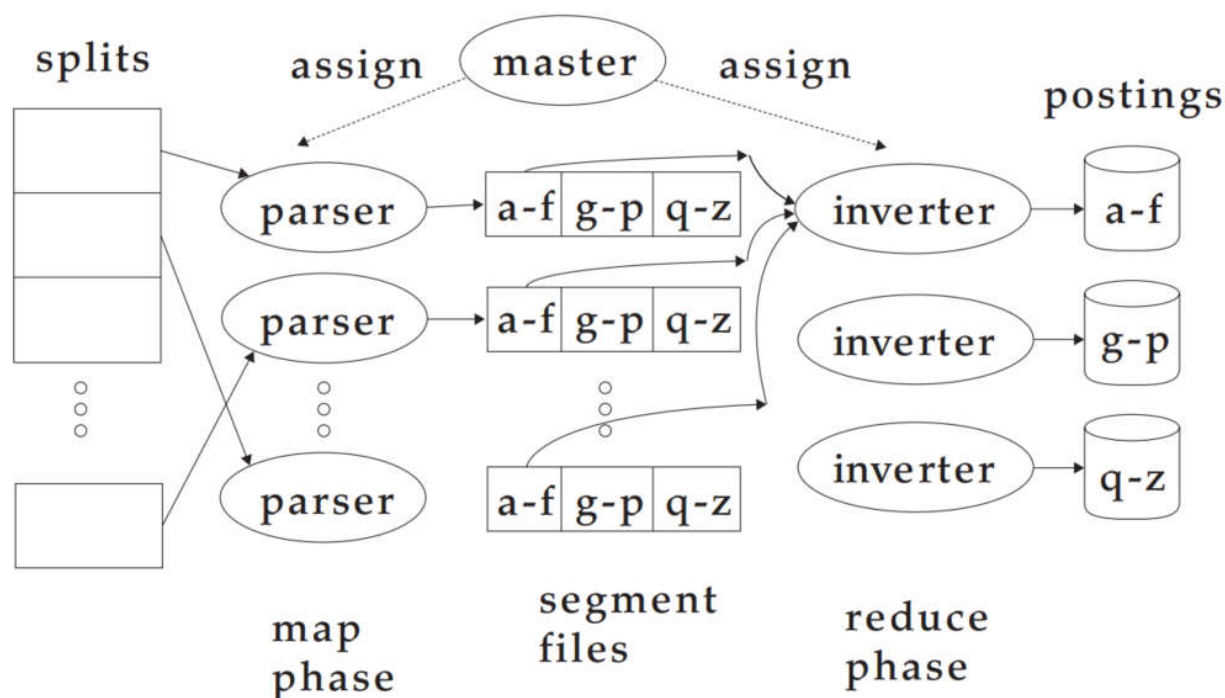 splits
assign
master
assign
postings
parser
a-f g-p q-z
inverter
a-f
parser
a-f g-p q-z
inverter
g-p
parser
a-f g-p q-z
inverter
q-z
map
phase
segment
files
reduce
phase